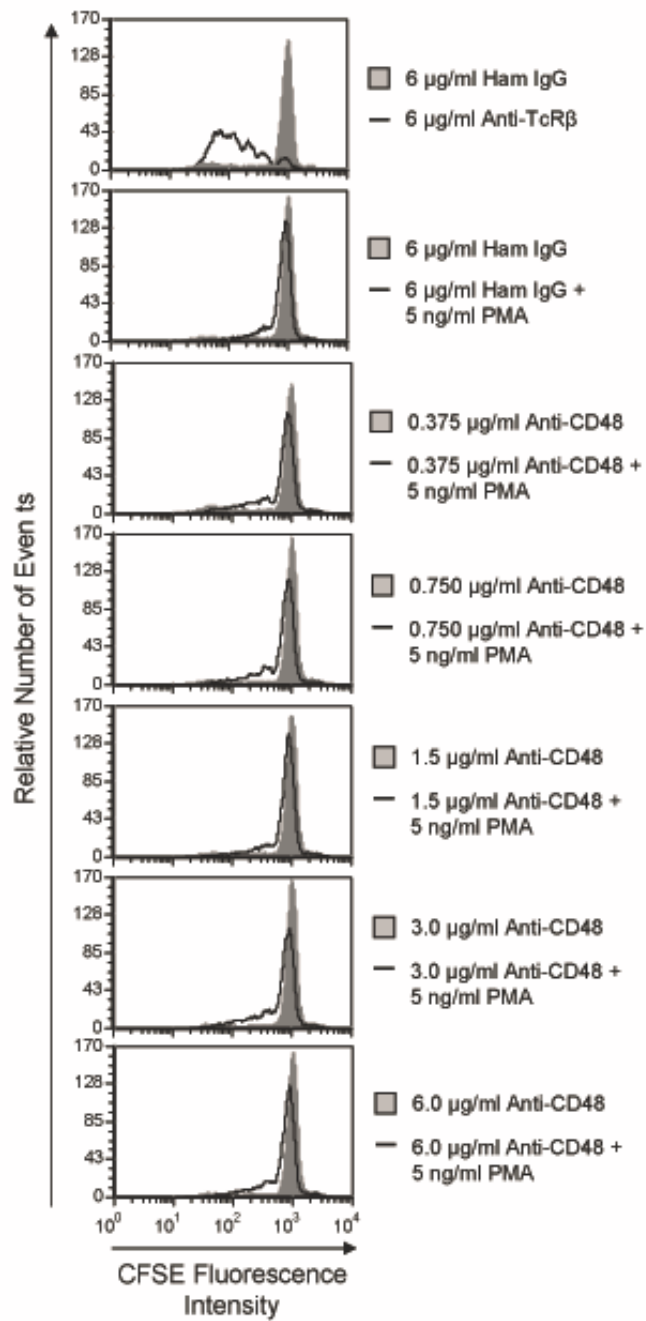 Relative Number of Even ts
170
128
85
43
0
6 µg/ml Ham IgG
6 µg/ml Anti-TcRβ
170
128
85
43
0
6 µg/ml Ham IgG
6 µg/ml Ham IgG +
5 ng/ml PMA
170
128
85
43
0
0.375 µg/ml Anti-CD48
0.375 µg/ml Anti-CD48 +
5 ng/ml PMA
170
128
85
43
0
0.750 µg/ml Anti-CD48
0.750 µg/ml Anti-CD48 +
5 ng/ml PMA
170
128
85
43
0
1.5 µg/ml Anti-CD48
1.5 µg/ml Anti-CD48 +
5 ng/ml PMA
170
128
85
43
0
3.0 µg/ml Anti-CD48
3.0 µg/ml Anti-CD48 +
5 ng/ml PMA
170
128
85
43
0
6.0 µg/ml Anti-CD48
6.0 µg/ml Anti-CD48 +
5 ng/ml PMA
10⁰ 10¹ 10² 10³ 10⁴
CFSE Fluorescence
Intensity